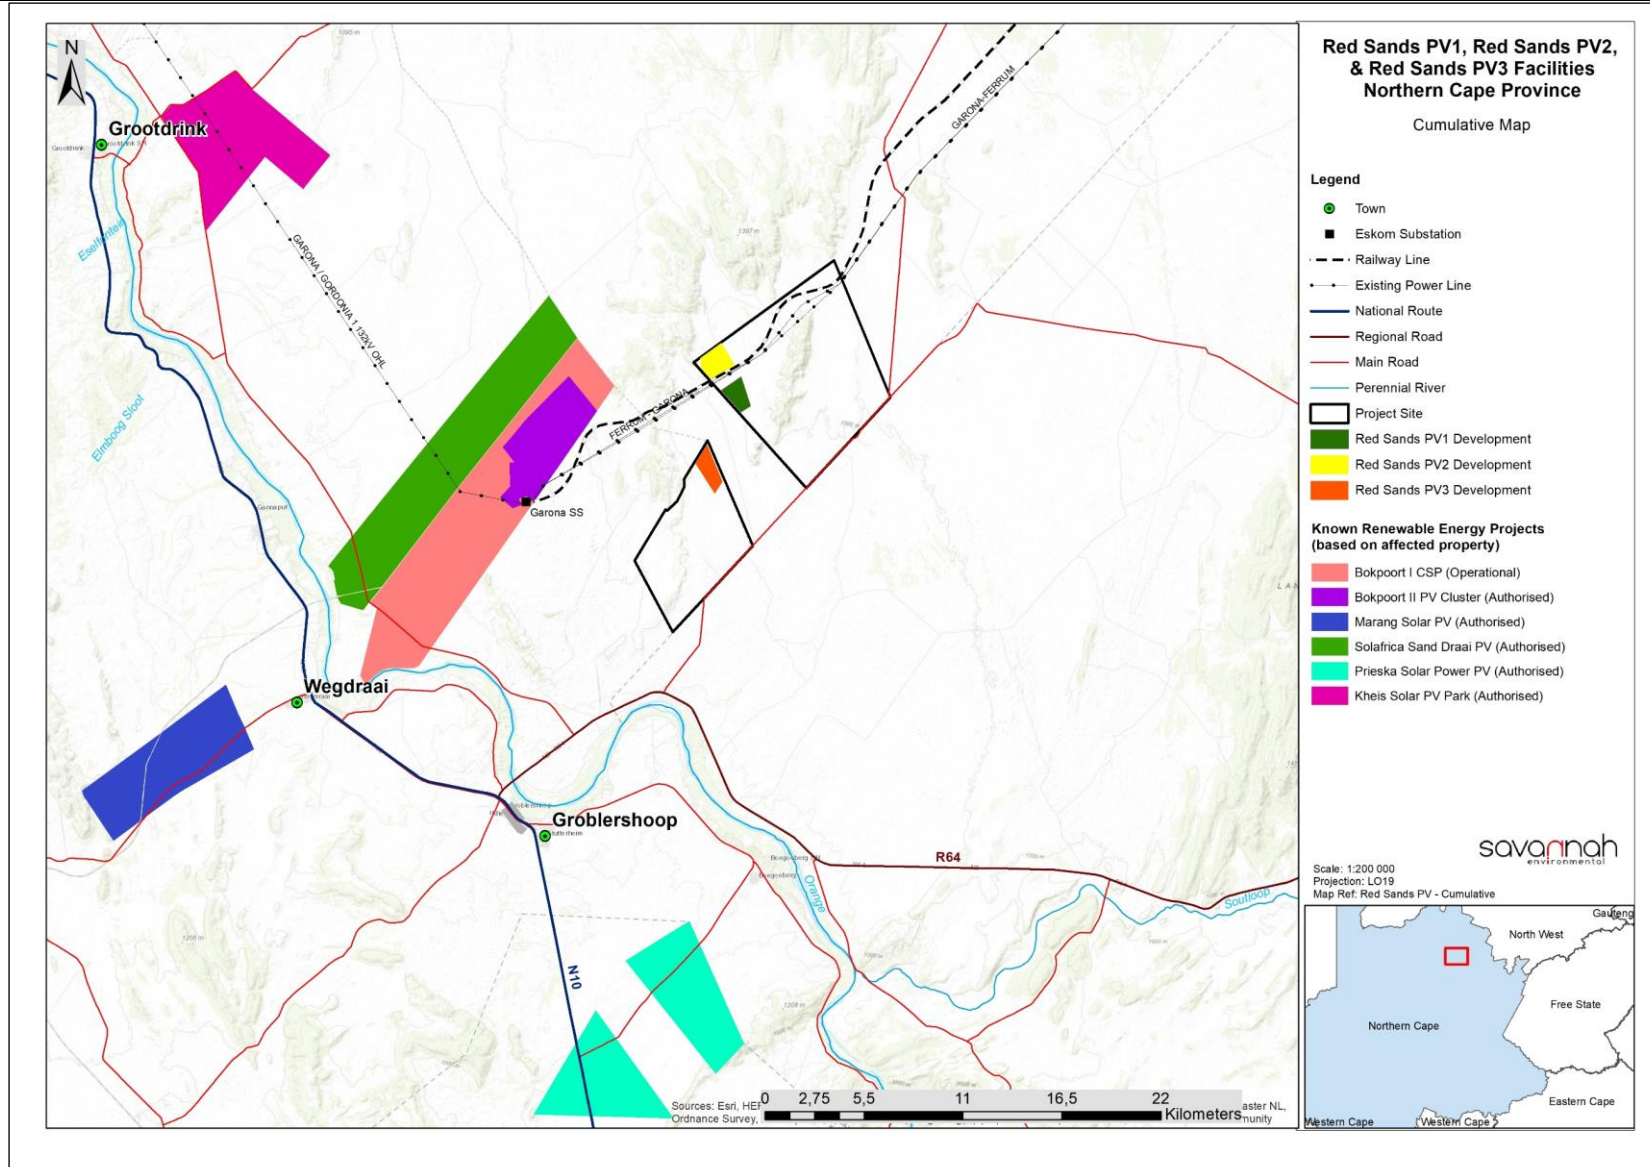 Red Sands PV1, Red Sands PV2,
& Red Sands PV3 Facilities
Northern Cape Province
Cumulative Map
Legend
Town
Eskom Substation
Railway Line
Existing Power Line
National Route
Regional Road
Main Road
Perennial River
Project Site
Red Sands PV1 Development
Red Sands PV2 Development
Red Sands PV3 Development
Known Renewable Energy Projects
(based on affected property)
Bokpoort I CSP (Operational)
Bokpoort II PV Cluster (Authorised)
Marang Solar PV (Authorised)
Solafrica Sand Draai PV (Authorised)
Prieska Solar Power PV (Authorised)
Kheis Solar PV Park (Authorised)
savannah
environmental
Scale: 1:200 000
Projection: LO19
Map Ref: Red Sands PV - Cumulative
Gauteng
North West
Free State
Northern Cape
Eastern Cape
Western Cape
Western Cape
N
Grootdrink
Grootdrink
GARONA-FERRUM
1397 m
GARONA / GORDONIA 1 132kV OHL
Elmboog Sloot
FERRUM - GARONA
Garona SS
Gannaput
Wegdraai
Groblershoop
Groblershoop
R64
Boegoeberg
Orange
Soutloop
N10
1208 m
1208 m
Sources: Esri,
Ordnance Survey,
0 2,75 5,5 11 16,5 22
Kilometers